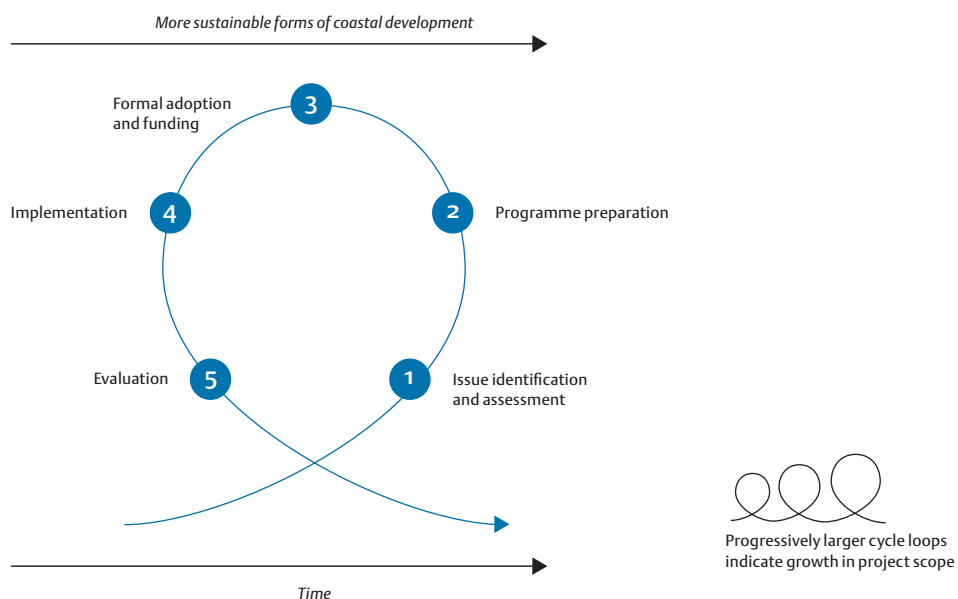 More sustainable forms of coastal development
3
Formal adoption
and funding
Implementation
4
2
Programme preparation
Evaluation
5
1
Issue identification
and assessment
Progressively larger cycle loops
indicate growth in project scope
Time